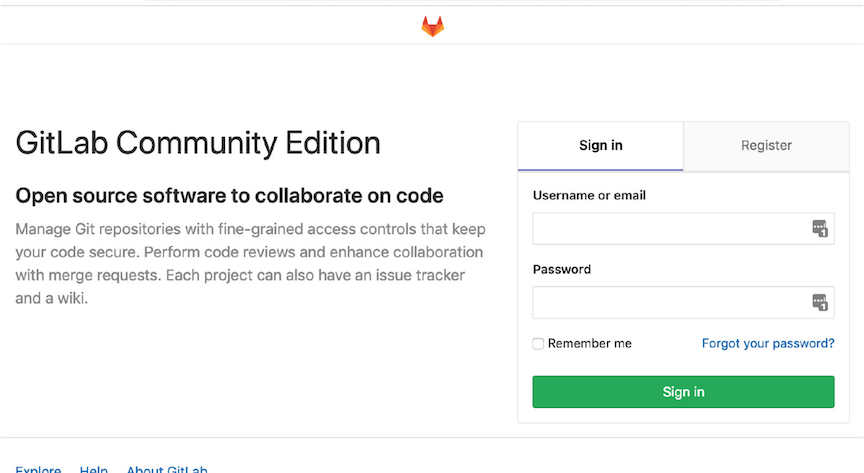 GitLab Community Edition
Open source software to collaborate on code
Manage Git repositories with fine-grained access controls that keep
your code secure. Perform code reviews and enhance collaboration
with merge requests. Each project can also have an issue tracker
and a wiki.
Sign in
Register
Username or email
1
Password
1
Remember me
Forgot your password?
Sign in
Explore Help About GitLab